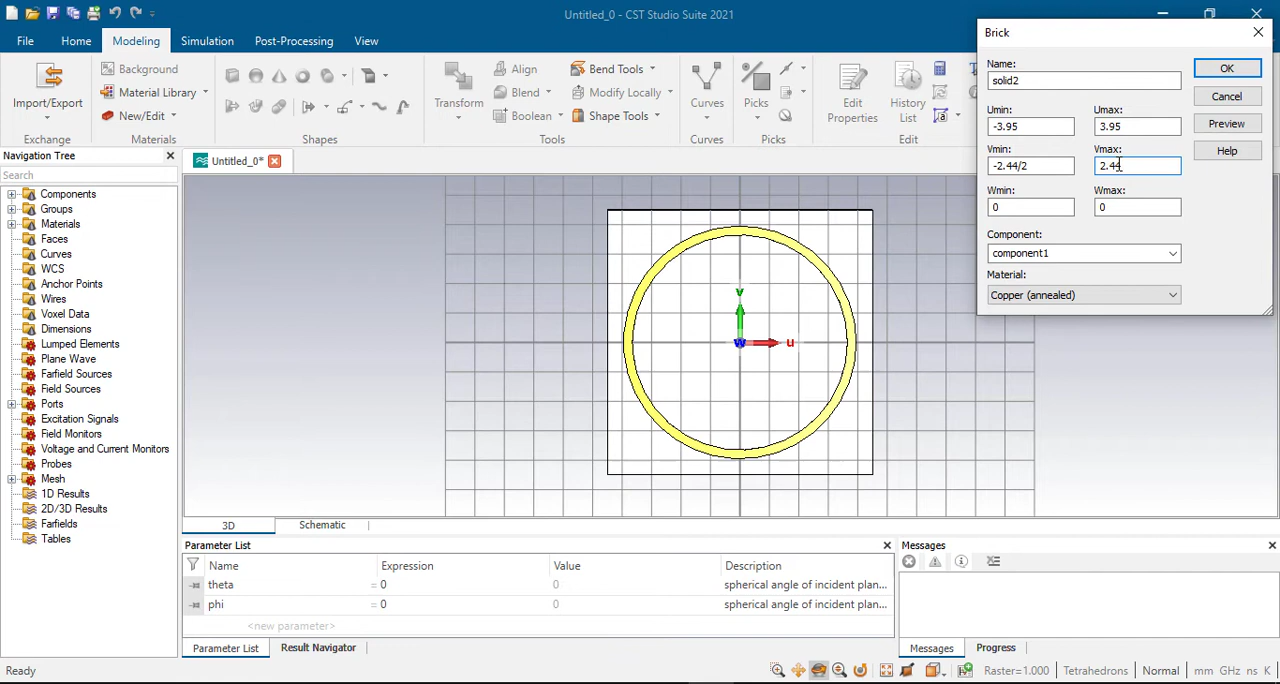 Untitled_0 - CST Studio Suite 2021
File
Home
Modeling
Simulation
Post-Processing
View
Import/Export
Exchange
Background
Material Library
New/Edit
Materials
Shapes
Transform
Align
Blend
Boolean
Bend Tools
Modify Locally
Shape Tools
Tools
Curves
Curves
Picks
Picks
Edit
Properties
History
List
Edit
Brick
Name:
solid2
Umin:
Umax:
-3.95
3.95
Vmin:
Vmax:
-2.44/2
2.44
Wmin:
Wmax:
0
0
Component:
component1
Material:
Copper (annealed)
OK
Cancel
Preview
Help
Navigation Tree
Search
Components
Groups
Materials
Faces
Curves
WCS
Anchor Points
Wires
Voxel Data
Dimensions
Lumped Elements
Plane Wave
Farfield Sources
Field Sources
Ports
Excitation Signals
Field Monitors
Voltage and Current Monitors
Probes
Mesh
1D Results
2D/3D Results
Farfields
Tables
Untitled_0*
v
w
u
3D
Schematic
Parameter List
Name
Expression
Value
Description
theta
= 0
0
spherical angle of incident plan...
phi
= 0
0
spherical angle of incident plan...
<new parameter>
Parameter List
Result Navigator
Messages
Messages
Progress
Ready
Raster=1.000
Tetrahedrons
Normal
mm GHz ns K